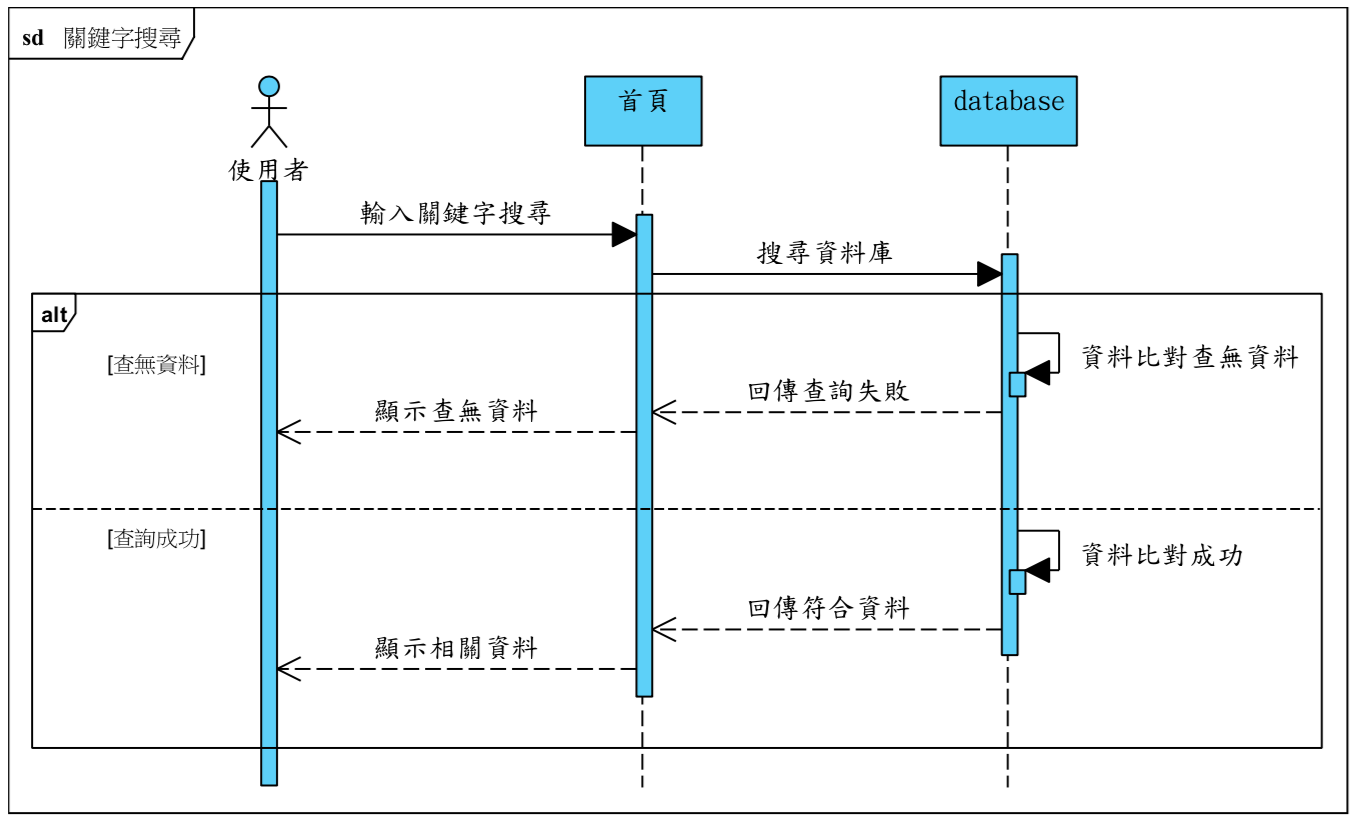 sd 關鍵字搜尋
首頁
database
使用者
輸入關鍵字搜尋
搜尋資料庫
alt
[查無資料]
資料比對查無資料
回傳查詢失敗
顯示查無資料
[查詢成功]
資料比對成功
回傳符合資料
顯示相關資料